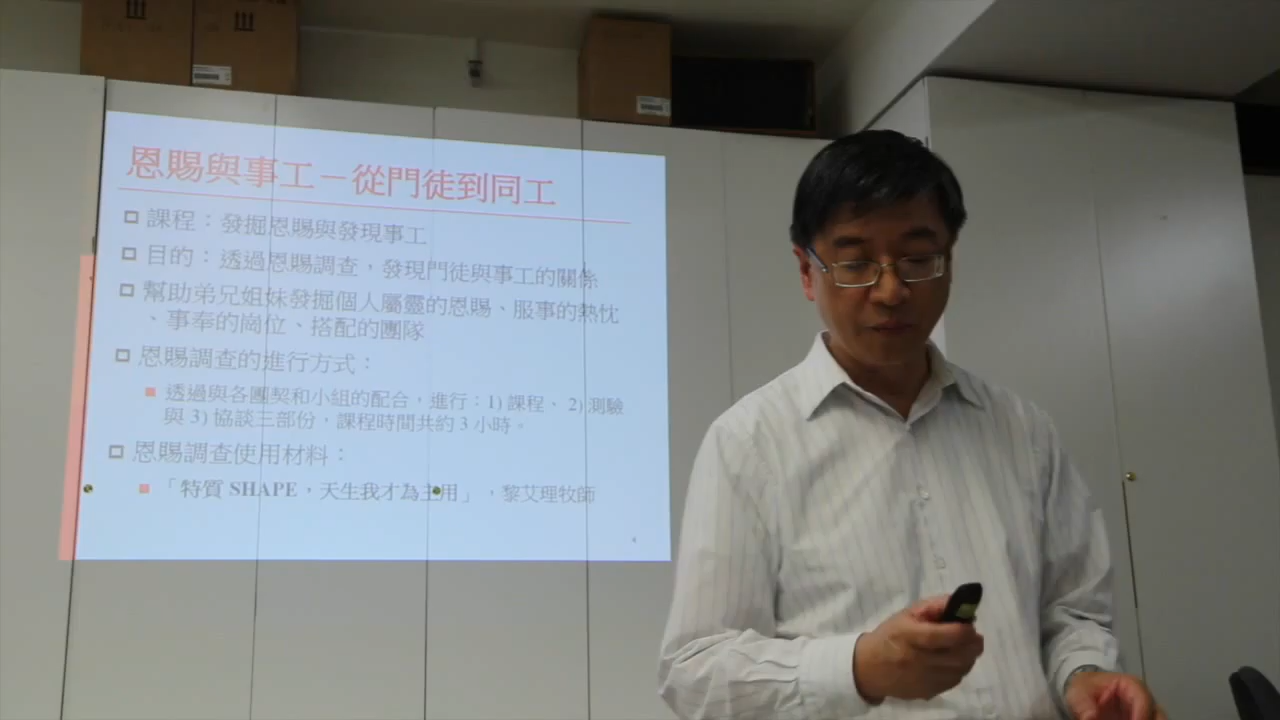 恩賜與事工－從門徒到同工
課程：發掘恩賜與發現事工
目的：透過恩賜調查，發現門徒與事工的關係
幫助弟兄姐妹發掘個人屬靈的恩賜、服事的熱忱
、事奉的崗位、搭配的團隊
恩賜調查的進行方式：
透過與各團契和小組的配合，進行：1) 課程、 2) 測驗
與 3) 協談三部份，課程時間共約 3 小時。
恩賜調查使用材料：
「特質 SHAPE，天生我才為主用」，黎艾理牧師